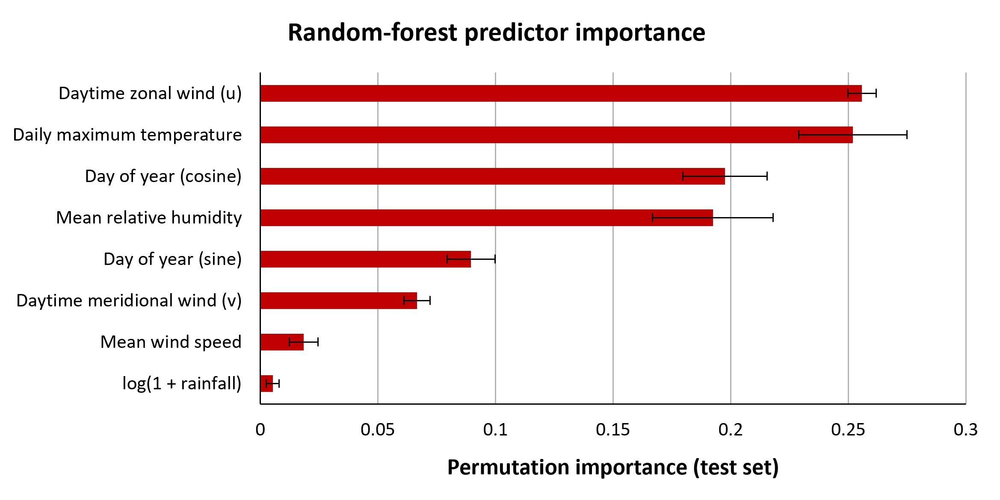 Random-forest predictor importance
Daytime zonal wind (u)
Daily maximum temperature
Day of year (cosine)
Mean relative humidity
Day of year (sine)
Daytime meridional wind (v)
Mean wind speed
log(1 + rainfall)
0 0.05 0.1 0.15 0.2 0.25 0.3
Permutation importance (test set)